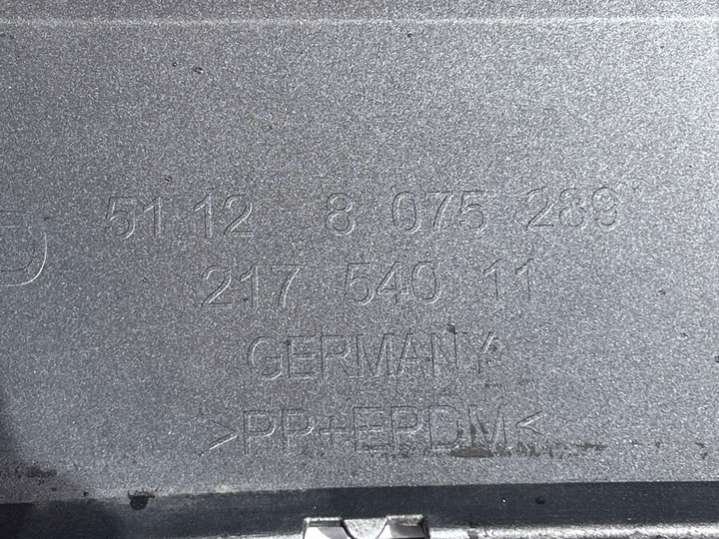 51.12 8 075 289
217 540 11
GERMANY
>PP+EPDM<